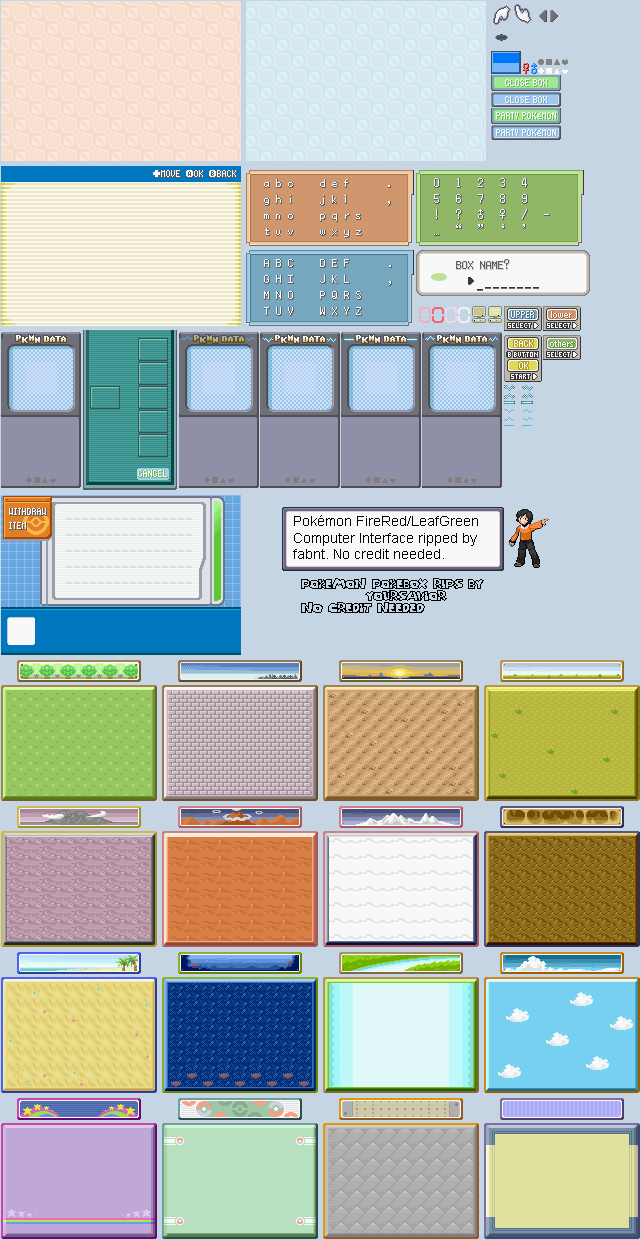 CLOSE BOX
CLOSE BOX
PARTY POKéMON
PARTY POKéMON
MOVE OK BACK
a b c d e f .
g h i j k l ,
m n o p q r s
t u v w x y z
0 1 2 3 4
5 6 7 8 9
! ? ♂ ♀ / -
… “ ” ‘ ’
A B C D E F .
G H I J K L ,
M N O P Q R S
T U V W X Y Z
BOX NAME?
UPPER
SELECT
lower
SELECT
BACK
B BUTTON
OK
START
others
SELECT
PKMN DATA
PKMN DATA
PKMN DATA
PKMN DATA
PKMN DATA
CANCEL
WITHDRAW
ITEM
Pokémon FireRed/LeafGreen
Computer Interface ripped by
fabnt. No credit needed.
Pokemon Pokebox Rips by
Yoursamar
No Credit Needed